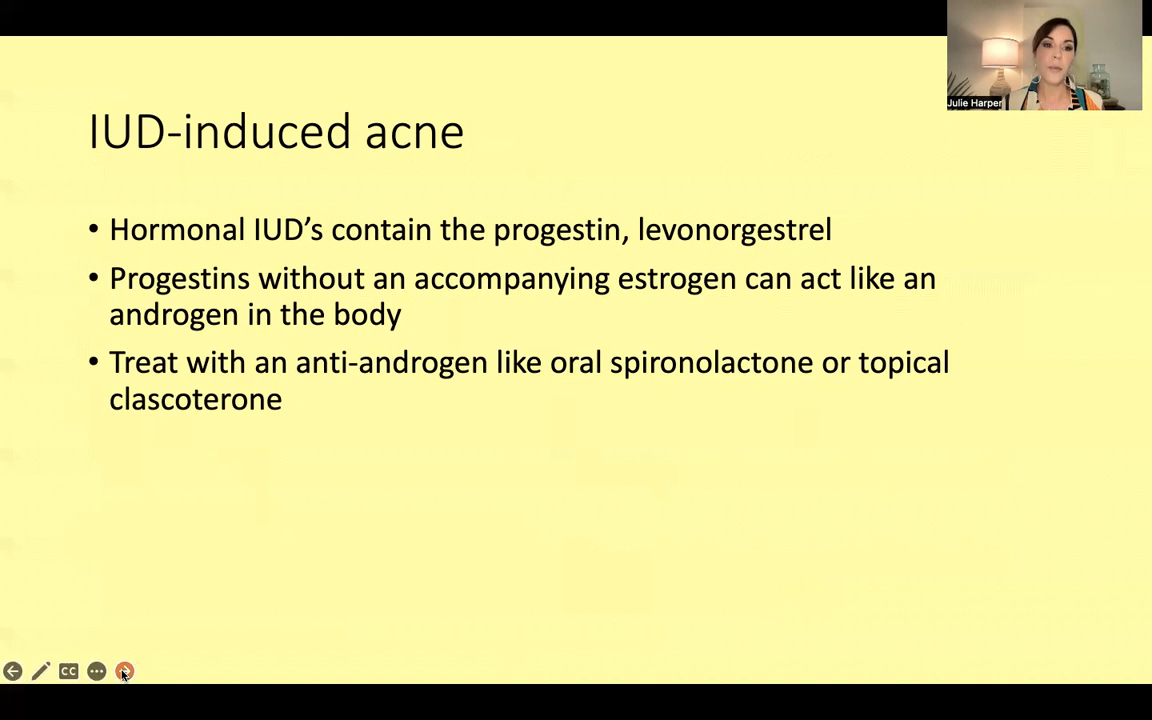 Julie Harper
IUD-induced acne
• Hormonal IUD’s contain the progestin, levonorgestrel
• Progestins without an accompanying estrogen can act like an
androgen in the body
• Treat with an anti-androgen like oral spironolactone or topical
clascoterone
CC